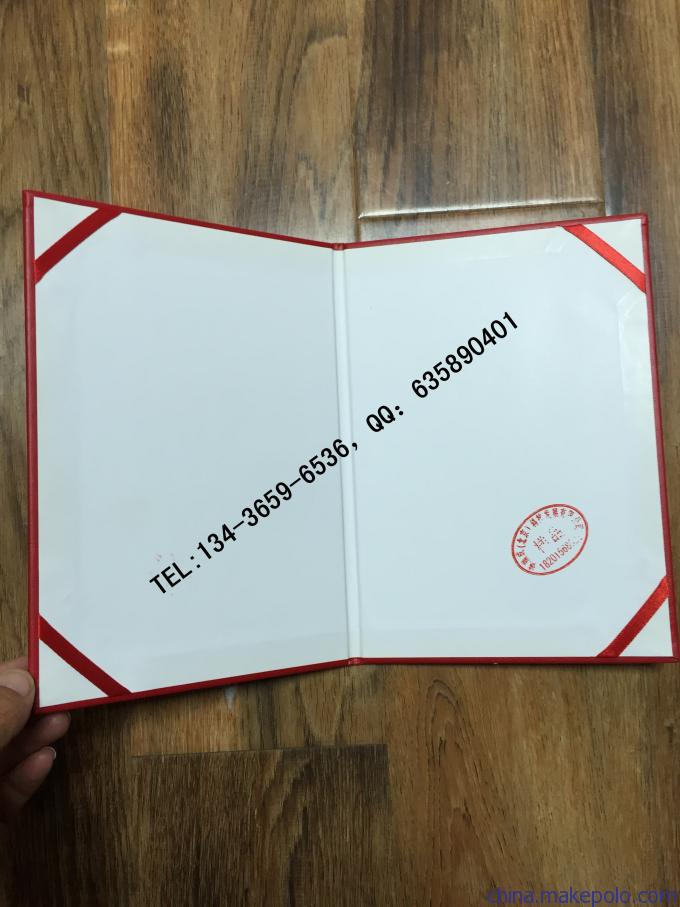 TEL:134-3659-6536，QQ：635890401
样品
china.makepolo.com